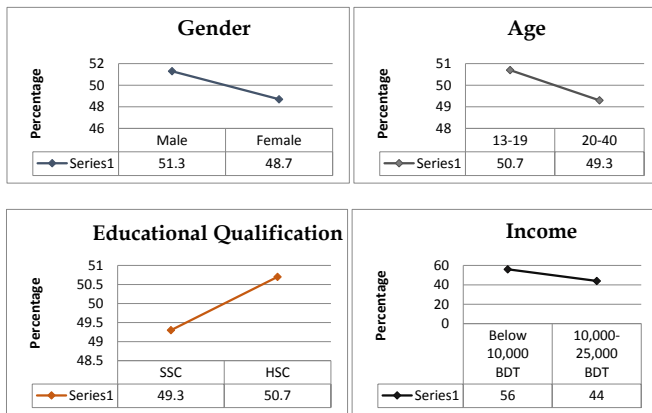 Gender
Percentage
52
50
48
46
Male Female
Series1 51.3 48.7
Age
Percentage
51
50
49
48
13-19 20-40
Series1 50.7 49.3
Educational Qualification
Percentage
51
50.5
50
49.5
49
48.5
SSC HSC
Series1 49.3 50.7
Income
Percentage
60
40
20
0
Below 10,000-
10,000 25,000
BDT BDT
Series1 56 44